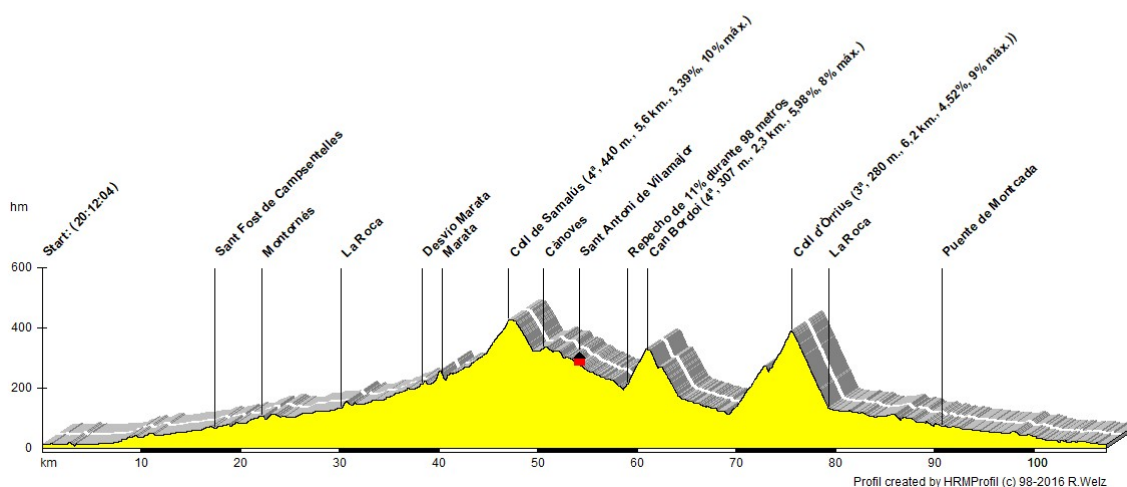 hm
Start: (20:12:04)
Sant Fost de Campsentelles
Montornés
La Roca
Desvio Marata
Marata
Coll de Samalús (4ª, 440 m., 5,6 km., 3,39%, 10% máx.)
Cànoves
Sant Antoni de Vilamajor
Repecho de 11% durante 98 metros
Can Bordoi (4ª, 307 m., 2,3 km., 5,98%, 8% máx.)
Coll d'Òrrius (3ª, 280 m., 6,2 km., 4,52%, 9% máx.))
La Roca
Puente de Montcada
600
400
200
0
km 10 20 30 40 50 60 70 80 90 100
Profil created by HRMProfil (c) 98-2016 R.Welz